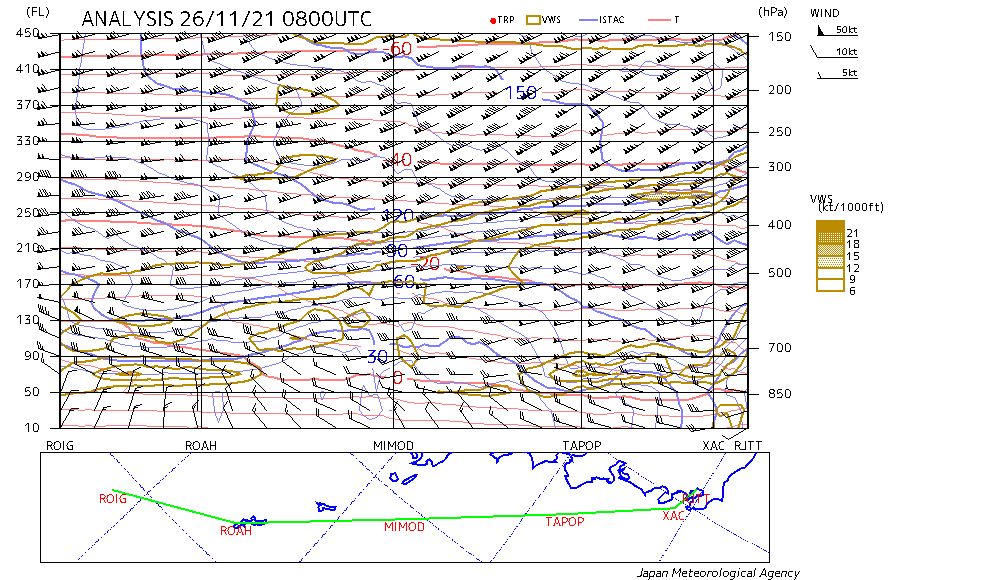 (FL) ANALYSIS 26/11/21 0800UTC TRP VWS ISTAC T (hPa) WIND
450 150 50kt
410 10kt
5kt
370 200
330 250
290 300
250 400
210 500
170
130 700
90
50 850
10
-60
150
40
120
90
20
60
30
0
VWS
(kt/1000ft)
21
18
15
12
9
6
ROIG ROAH MIMOD TAPOP XAC RJTT
ROIG
ROAH
MIMOD
TAPOP
XAC
RJTT
Japan Meteorological Agency